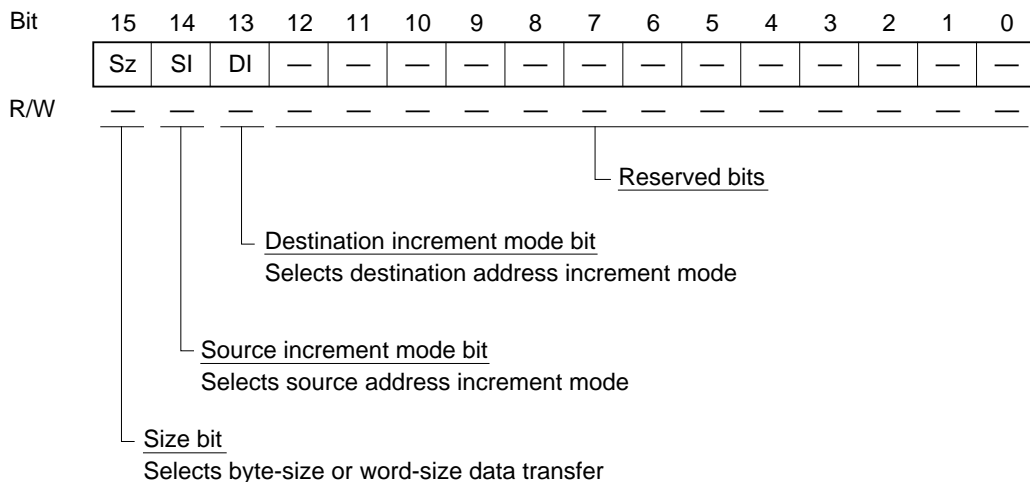 Bit 15 14 13 12 11 10 9 8 7 6 5 4 3 2 1 0
Sz SI DI — — — — — — — — — — — — —
R/W — — — — — — — — — — — — — — — —
Reserved bits
Destination increment mode bit
Selects destination address increment mode
Source increment mode bit
Selects source address increment mode
Size bit
Selects byte-size or word-size data transfer